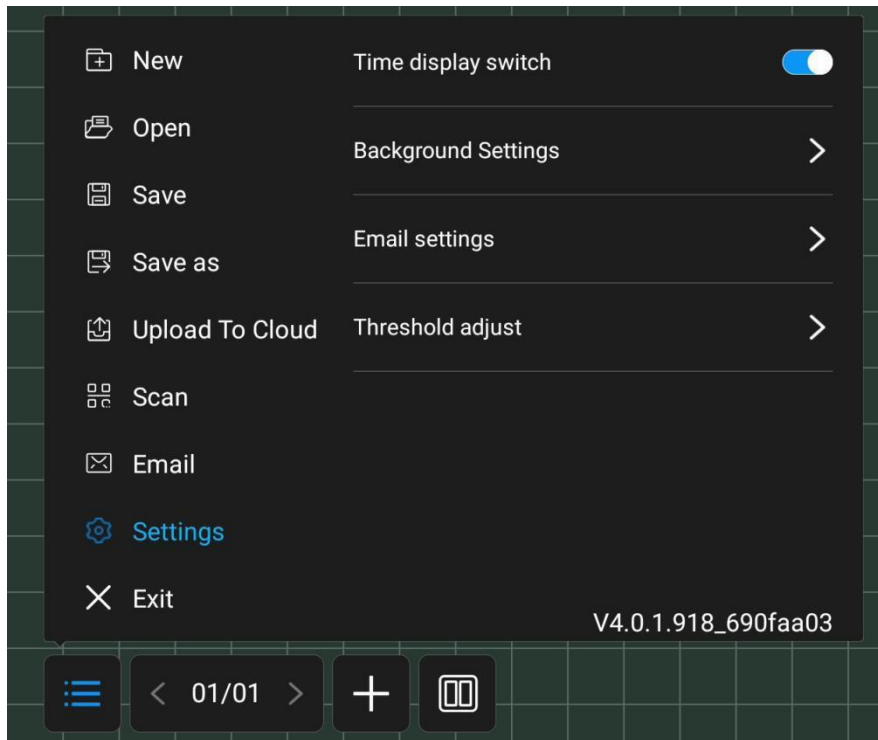 New
Open
Save
Save as
Upload To Cloud
Scan
Email
Settings
Exit
Time display switch
Background Settings
Email settings
Threshold adjust
V4.0.1.918_690faa03
01/01